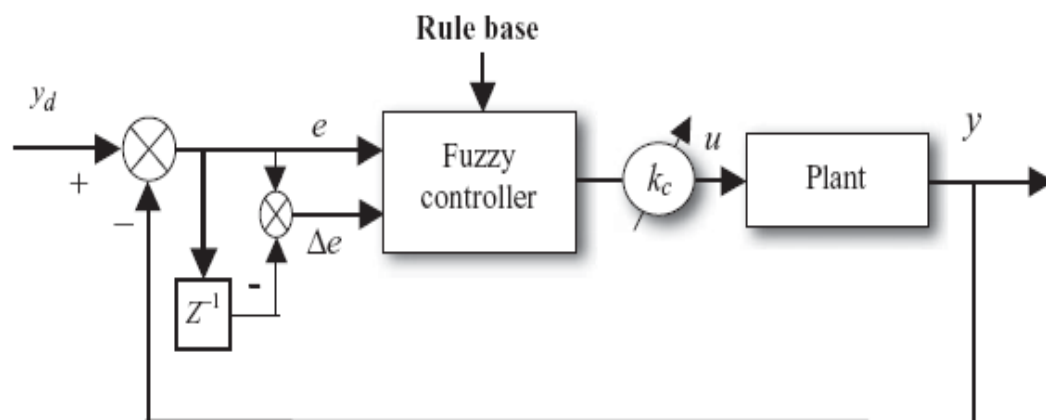 Rule base
y_d
+
−
e
Δe
-
Z⁻¹
Fuzzy
controller
k_c
u
Plant
y